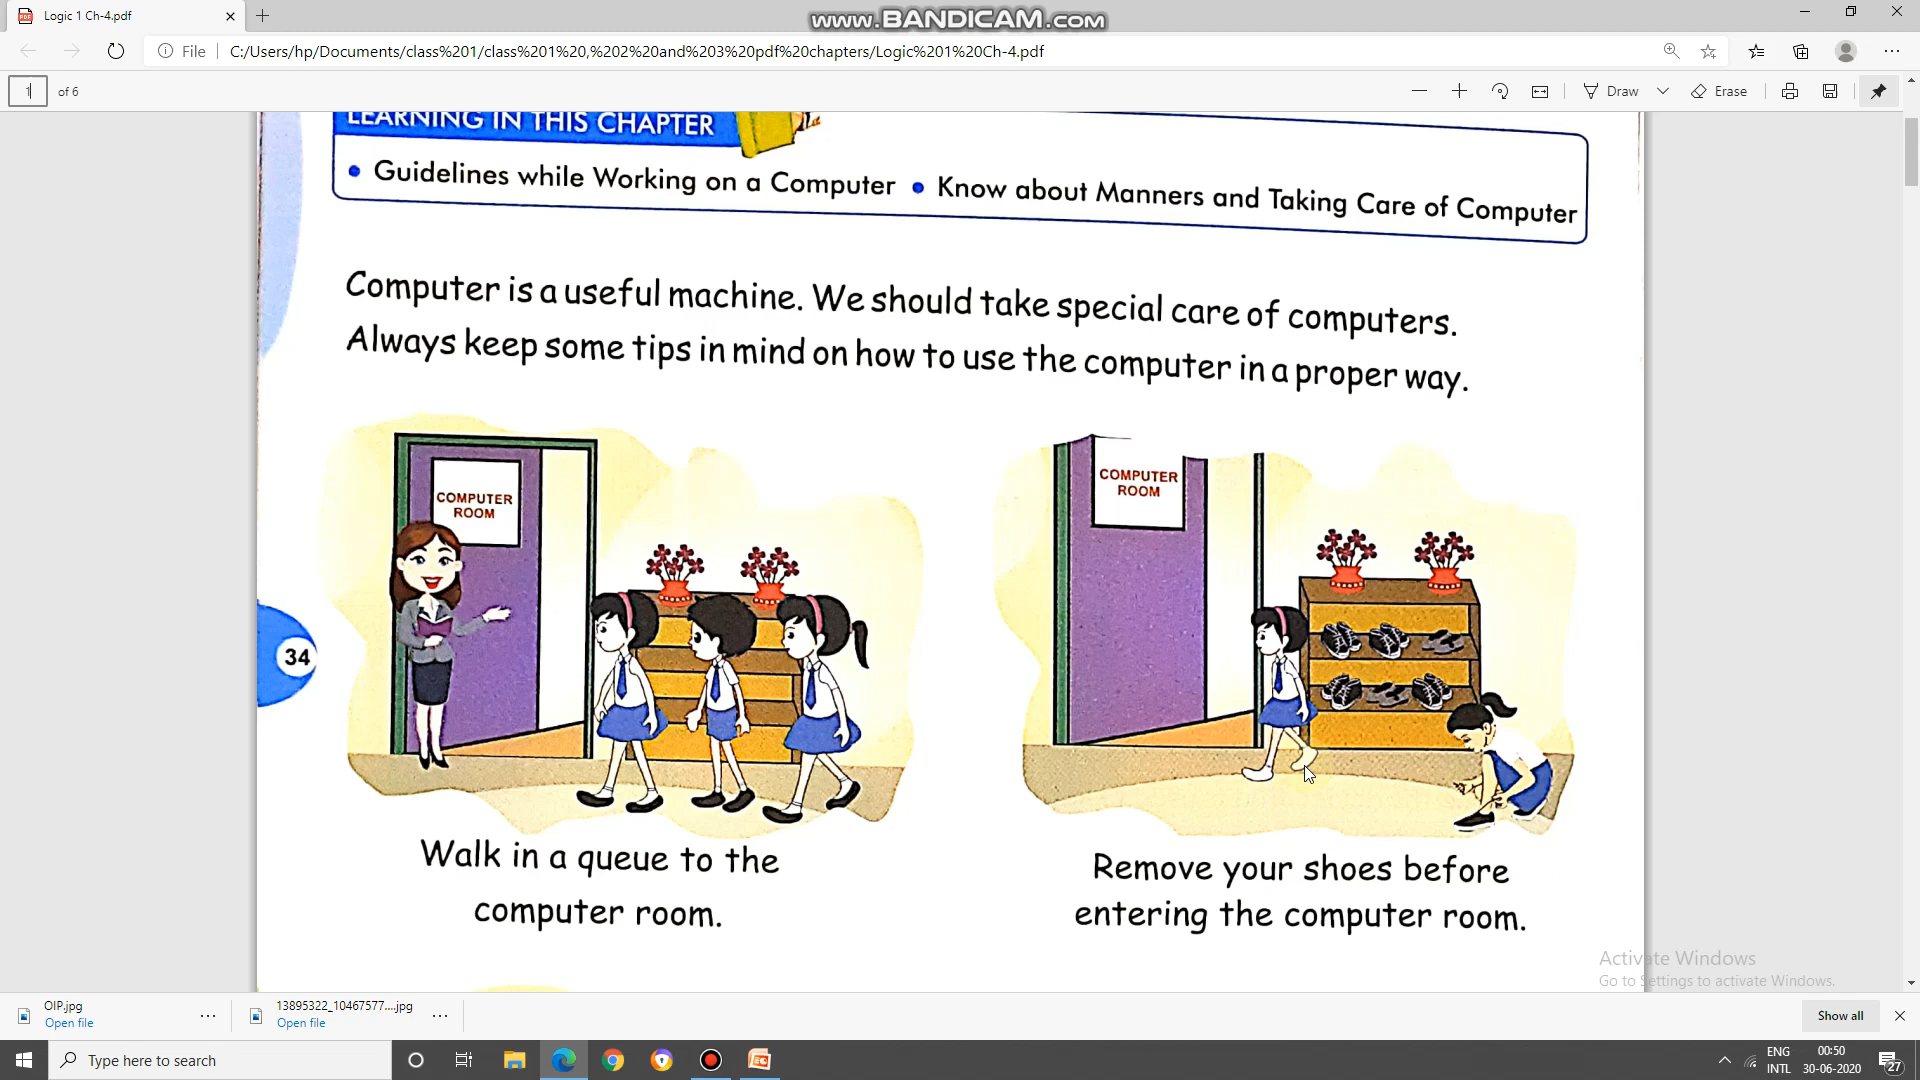 Logic 1 Ch-4.pdf
www.BANDICAM.com
File
C:/Users/hp/Documents/class%201/class%201%20,%202%20and%203%20pdf%20chapters/Logic%201%20Ch-4.pdf
1
of 6
Draw
Erase
LEARNING IN THIS CHAPTER
• Guidelines while Working on a Computer • Know about Manners and Taking Care of Computer
Computer is a useful machine. We should take special care of computers.
Always keep some tips in mind on how to use the computer in a proper way.
COMPUTER
ROOM
COMPUTER
ROOM
34
Walk in a queue to the
computer room.
Remove your shoes before
entering the computer room.
Activate Windows
Go to Settings to activate Windows.
OIP.jpg
Open file
13895322_10467577....jpg
Open file
Show all
Type here to search
ENG
INTL
00:50
30-06-2020
27